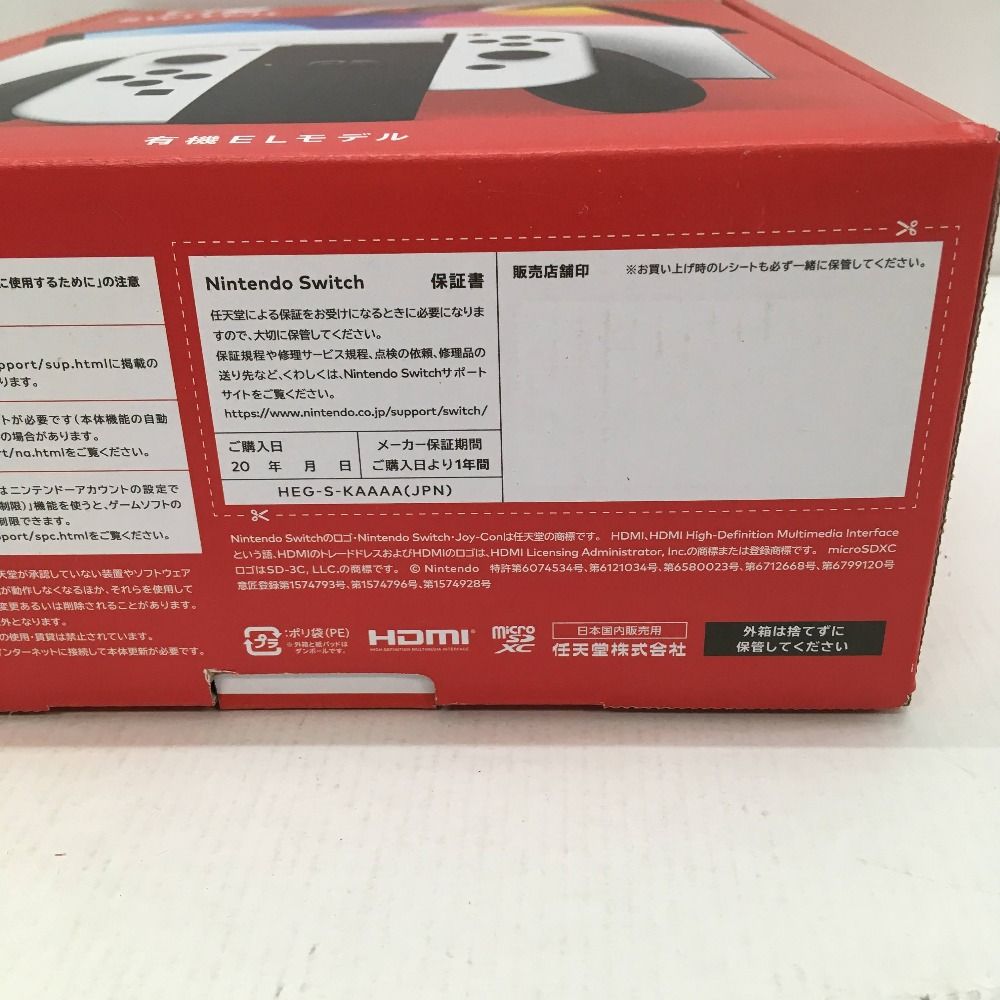 有機ELモデル
に使用するために」の注意
pport/sup.htmlに掲載の
ります。
トが必要です(本体機能の自動
の場合があります。
rt/na.htmlをご覧ください。
はニンテンドーアカウントの設定で
制限)」機能を使うと、ゲームソフトの
制限できます。
port/spc.htmlをご覧ください。
天堂が承認していない装置やソフトウェア
が動作しなくなるほか、それらを使用して
変更あるいは削除されることがあります。
外となります。
の使用・賃貸は禁止されています。
インターネットに接続して本体更新が必要です。
Nintendo Switch 保証書
任天堂による保証をお受けになるときに必要になりま
すので、大切に保管してください。
保証規程や修理サービス規程、点検の依頼、修理品の
送り先など、くわしくは、Nintendo Switchサポート
サイトをご覧ください。
https://www.nintendo.co.jp/support/switch/
ご購入日
20 年 月 日
メーカー保証期間
ご購入日より1年間
HEG-S-KAAAA(JPN)
販売店舗印 ※お買い上げ時のレシートも必ず一緒に保管してください。
Nintendo Switchのロゴ・Nintendo Switch・Joy-Conは任天堂の商標です。 HDMI、HDMI High-Definition Multimedia Interface
という語、HDMIのトレードドレスおよびHDMIのロゴは、HDMI Licensing Administrator, Inc.の商標または登録商標です。 microSDXC
ロゴはSD-3C, LLC.の商標です。 © Nintendo 特許第6074534号、第6121034号、第6580023号、第6712668号、第6799120号
意匠登録第1574793号、第1574796号、第1574928号
プラ
:ポリ袋(PE)
※外箱と紙パッドは
ダンボールです。
HDMI
HIGH-DEFINITION MULTIMEDIA INTERFACE
micro
SD
XC
日本国内販売用
任天堂株式会社
外箱は捨てずに
保管してください